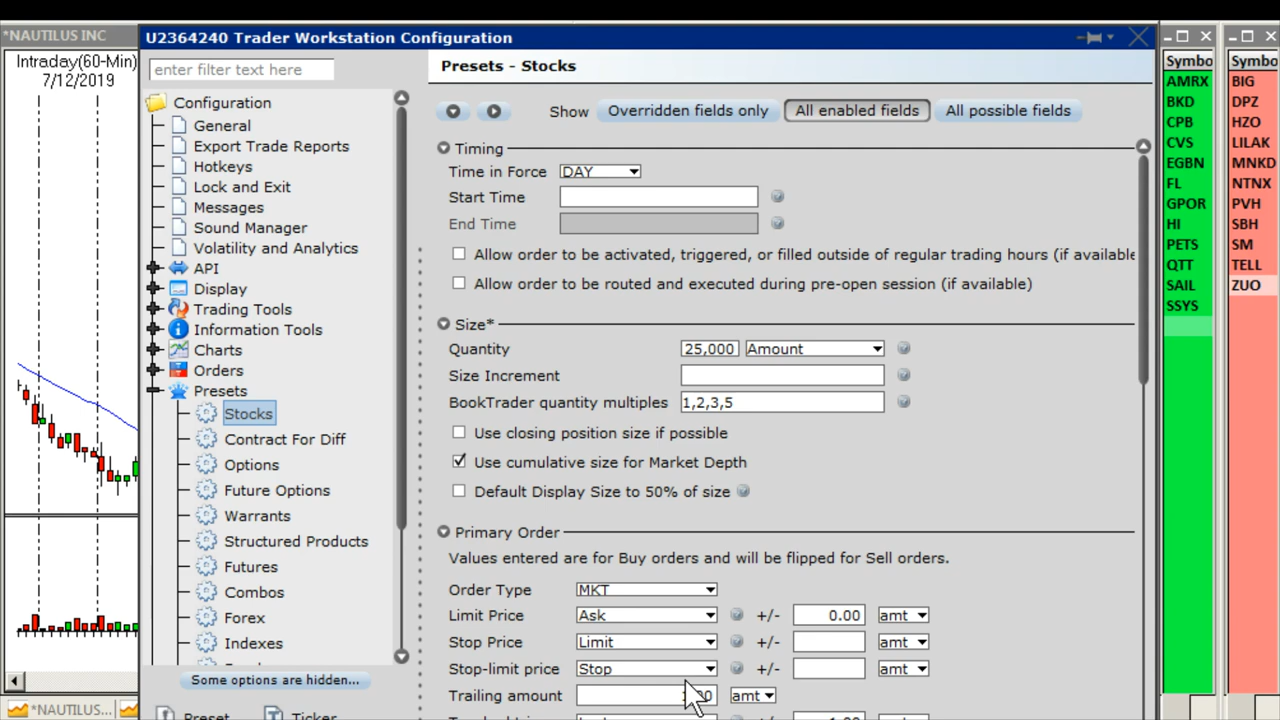 *NAUTILUS INC
Intraday(60-Min)
7/12/2019
*NAUTILUS...
U2364240 Trader Workstation Configuration
enter filter text here
Configuration
General
Export Trade Reports
Hotkeys
Lock and Exit
Messages
Sound Manager
Volatility and Analytics
API
Display
Trading Tools
Information Tools
Charts
Orders
Presets
Stocks
Contract For Diff
Options
Future Options
Warrants
Structured Products
Futures
Combos
Forex
Indexes
Some options are hidden...
Preset
Ticker
Presets - Stocks
Show Overridden fields only All enabled fields All possible fields
Timing
Time in Force DAY
Start Time
End Time
Allow order to be activated, triggered, or filled outside of regular trading hours (if available
Allow order to be routed and executed during pre-open session (if available)
Size*
Quantity 25,000 Amount
Size Increment
BookTrader quantity multiples 1,2,3,5
Use closing position size if possible
Use cumulative size for Market Depth
Default Display Size to 50% of size
Primary Order
Values entered are for Buy orders and will be flipped for Sell orders.
Order Type MKT
Limit Price Ask +/- 0.00 amt
Stop Price Limit +/- amt
Stop-limit price Stop +/- amt
Trailing amount amt
Symbo
AMRX
BKD
CPB
CVS
EGBN
FL
GPOR
HI
PETS
QTT
SAIL
SSYS
Symbo
BIG
DPZ
HZO
LILAK
MNKD
NTNX
PVH
SBH
SM
TELL
ZUO